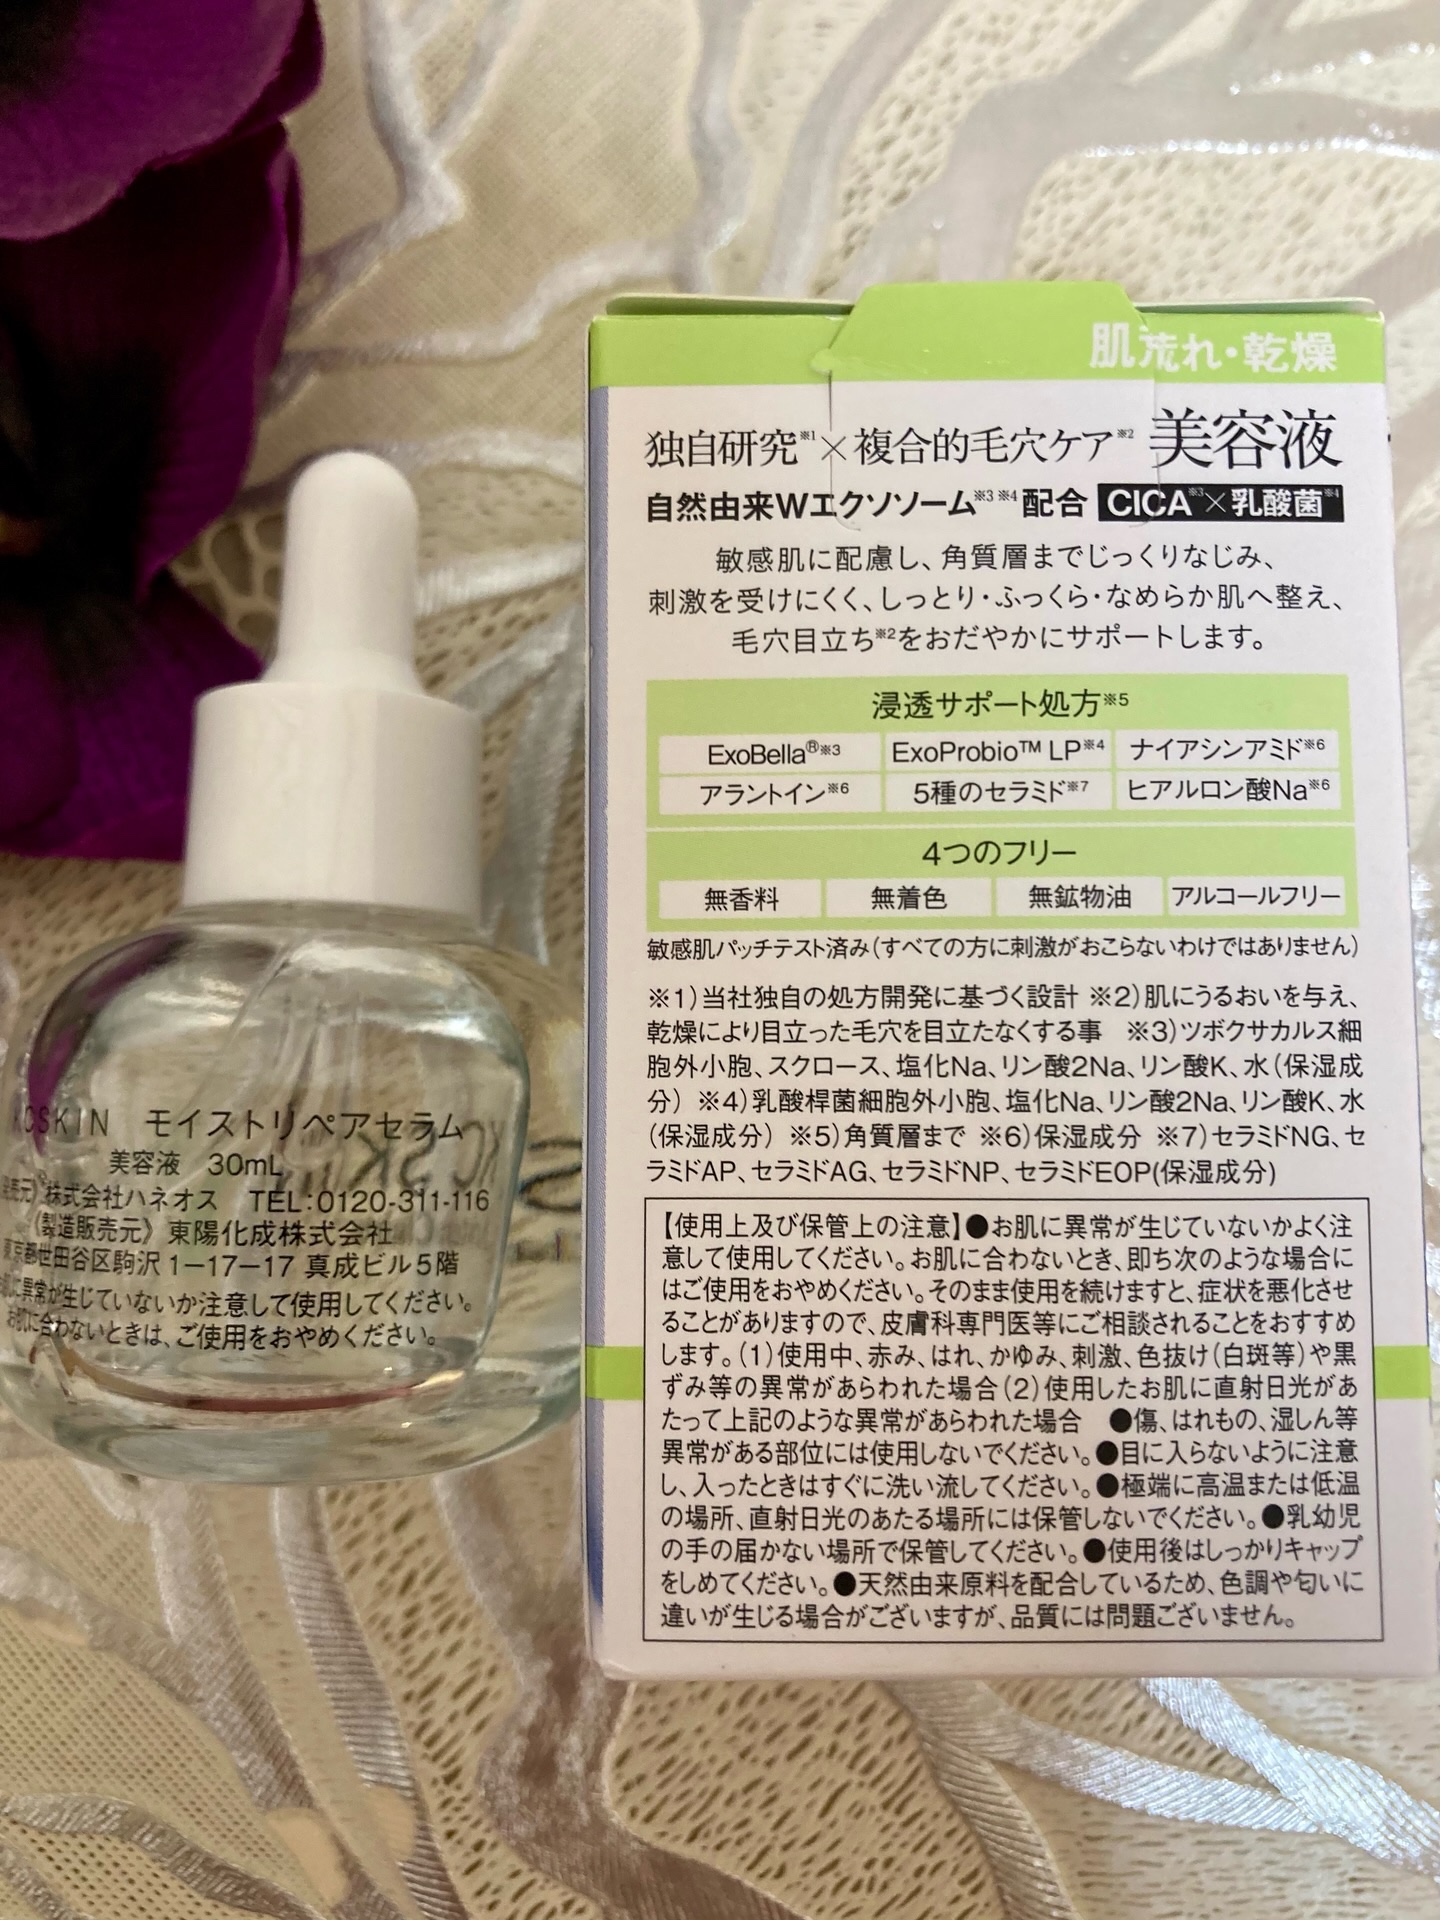 KCSKIN モイストリペアセラム
美容液 30mL
株式会社ハネオス TEL:0120-311-116
《製造販売元》東陽化成株式会社
東京都世田谷区駒沢1-17-17 真成ビル5階
お肌に異常が生じていないか注意して使用してください。
お肌に合わないときは、ご使用をおやめください。
肌荒れ・乾燥
独自研究※1×複合的毛穴ケア※2 美容液
自然由来Wエクソソーム※3 ※4配合 CICA※3×乳酸菌※4
敏感肌に配慮し、角質層までじっくりなじみ、
刺激を受けにくく、しっとり・ふっくら・なめらか肌へ整え、
毛穴目立ち※2をおだやかにサポートします。
浸透サポート処方※5
ExoBella®※3 ExoProbio™ LP※4 ナイアシンアミド※6
アラントイン※6 5種のセラミド※7 ヒアルロン酸Na※6
4つのフリー
無香料 無着色 無鉱物油 アルコールフリー
敏感肌パッチテスト済み(すべての方に刺激がおこらないわけではありません)
※1)当社独自の処方開発に基づく設計 ※2)肌にうるおいを与え、
乾燥により目立った毛穴を目立たなくする事 ※3)ツボクサカルス細
胞外小胞、スクロース、塩化Na、リン酸2Na、リン酸K、水(保湿成
分) ※4)乳酸桿菌細胞外小胞、塩化Na、リン酸2Na、リン酸K、水
(保湿成分) ※5)角質層まで ※6)保湿成分 ※7)セラミドNG、セ
ラミドAP、セラミドAG、セラミドNP、セラミドEOP(保湿成分)
【使用上及び保管上の注意】●お肌に異常が生じていないかよく注
意して使用してください。お肌に合わないとき、即ち次のような場合に
はご使用をおやめください。そのまま使用を続けますと、症状を悪化させ
ることがありますので、皮膚科専門医等にご相談されることをおすすめ
します。(1)使用中、赤み、はれ、かゆみ、刺激、色抜け(白斑等)や黒
ずみ等の異常があらわれた場合(2)使用したお肌に直射日光があ
たって上記のような異常があらわれた場合 ●傷、はれもの、湿しん等
異常がある部位には使用しないでください。●目に入らないように注意
し、入ったときはすぐに洗い流してください。●極端に高温または低温
の場所、直射日光のあたる場所には保管しないでください。●乳幼児
の手の届かない場所で保管してください。●使用後はしっかりキャップ
をしめてください。●天然由来原料を配合しているため、色調や匂いに
違いが生じる場合がございますが、品質には問題ございません。